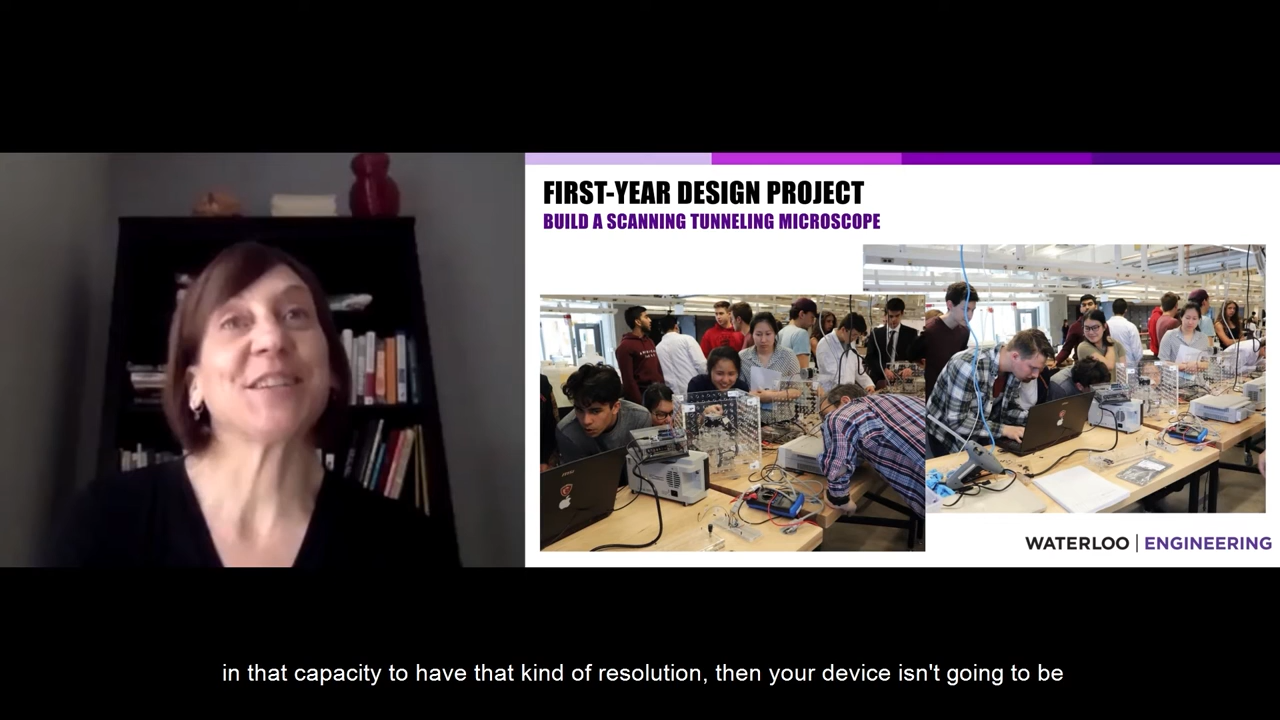 FIRST-YEAR DESIGN PROJECT
BUILD A SCANNING TUNNELING MICROSCOPE
WATERLOO | ENGINEERING
in that capacity to have that kind of resolution, then your device isn't going to be